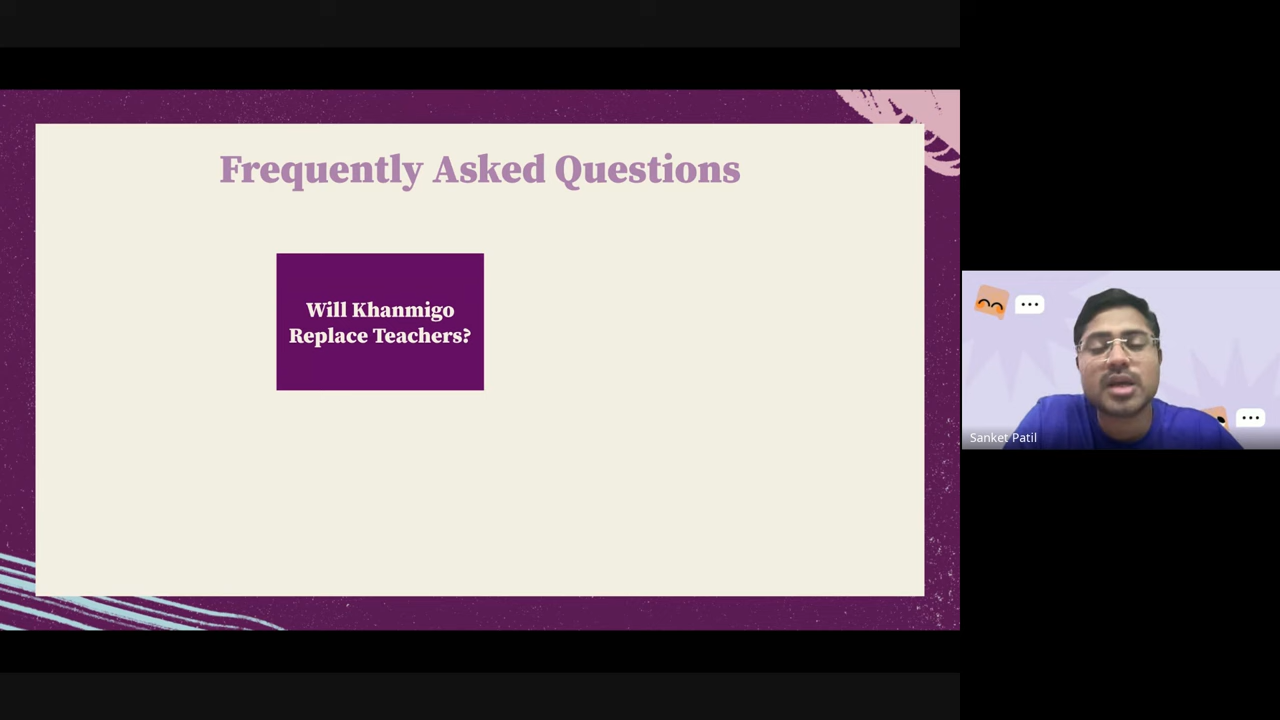 Frequently Asked Questions
Will Khanmigo
Replace Teachers?
Sanket Patil